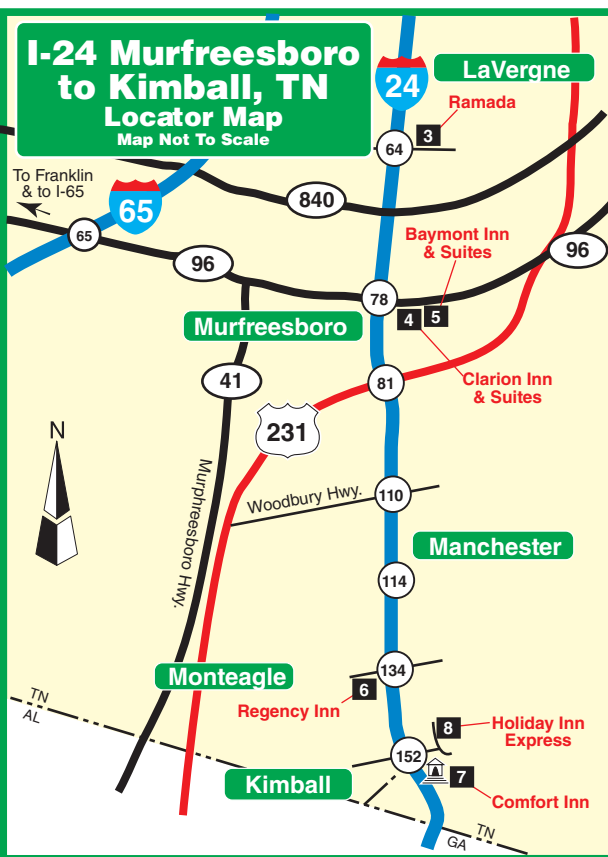 I-24 Murfreesboro
to Kimball, TN
Locator Map
Map Not To Scale
24
LaVergne
Ramada
3
64
To Franklin
& to I-65
65
840
65
96
Baymont Inn
& Suites
96
78
4
5
Murfreesboro
Clarion Inn
& Suites
41
81
231
N
Murphreesboro Hwy.
Woodbury Hwy.
110
Manchester
114
Monteagle
134
6
Regency Inn
TN
AL
8
Holiday Inn
Express
152
7
Kimball
Comfort Inn
TN
GA